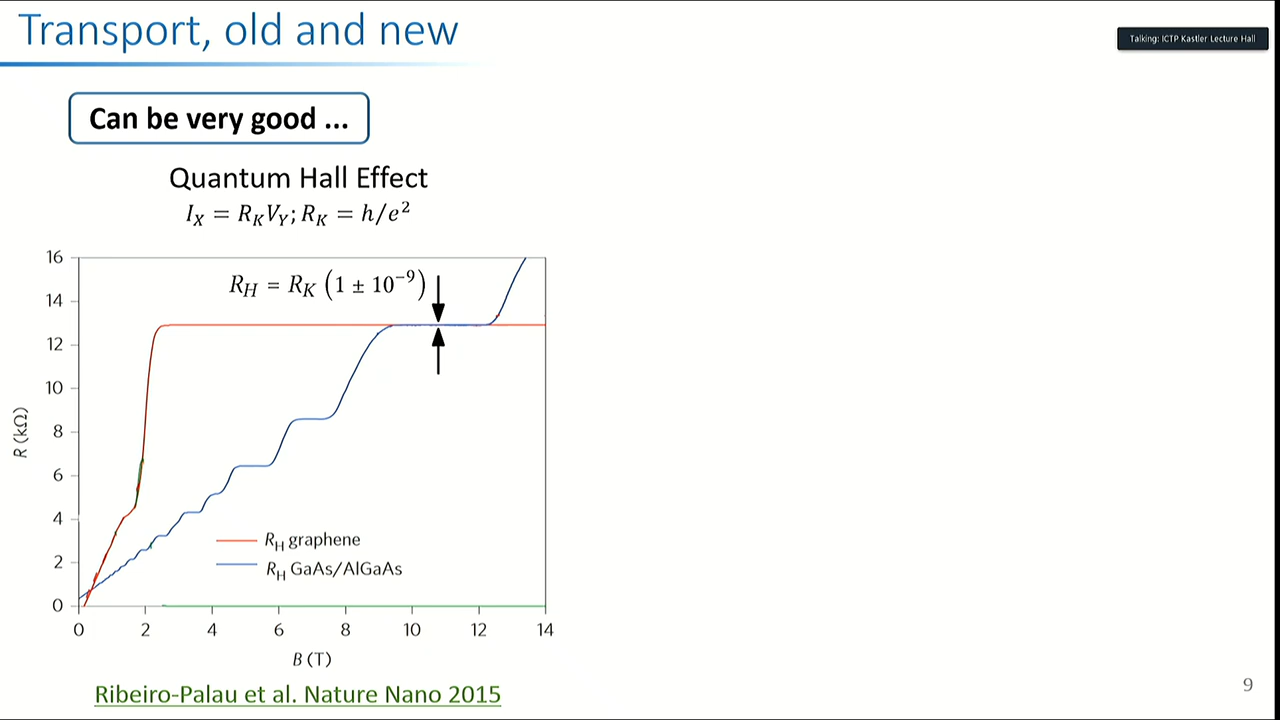 Transport, old and new
Talking: ICTP Kastler Lecture Hall
Can be very good ...
Quantum Hall Effect
I_X = R_K V_Y; R_K = h/e²
R_H = R_K (1 ± 10⁻⁹)
16
14
12
10
8
6
4
2
0
R (kΩ)
R_H graphene
R_H GaAs/AlGaAs
0 2 4 6 8 10 12 14
B (T)
Ribeiro-Palau et al. Nature Nano 2015
9